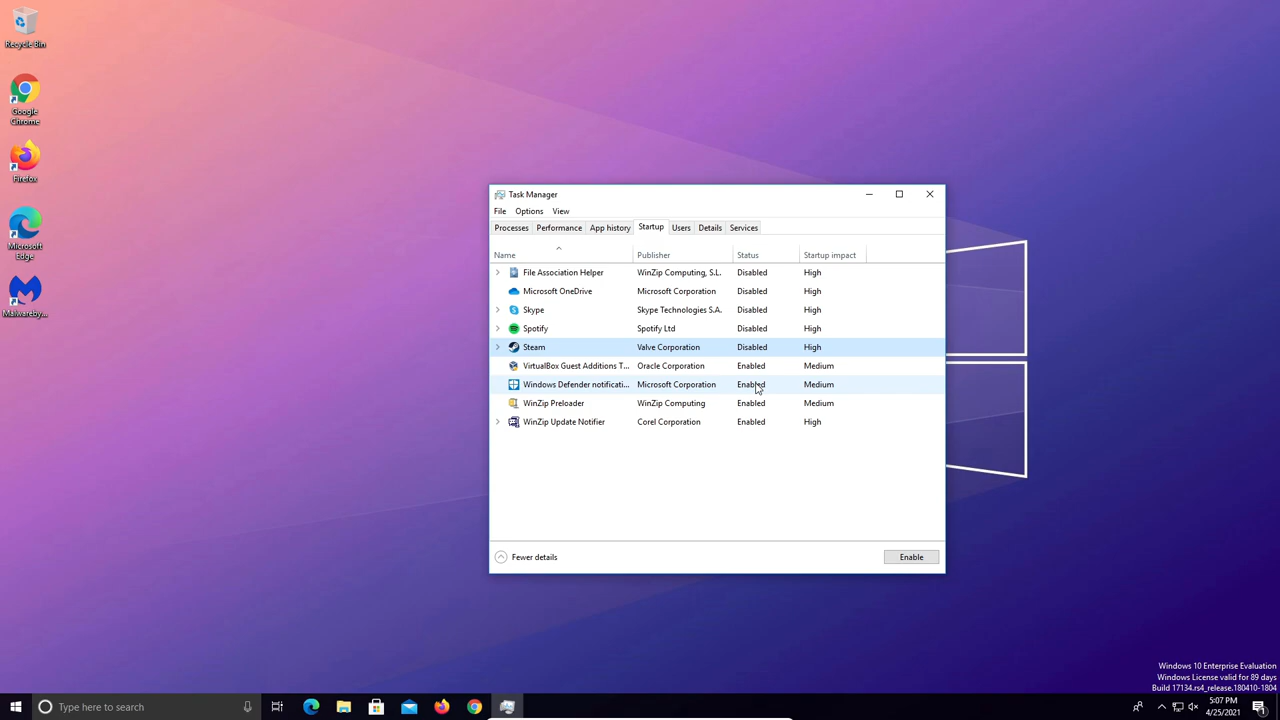 Recycle Bin
Google
Chrome
Firefox
Microsoft
Edge
Malwareby...
Task Manager
File Options View
Processes Performance App history Startup Users Details Services
Name Publisher Status Startup impact
File Association Helper WinZip Computing, S.L. Disabled High
Microsoft OneDrive Microsoft Corporation Disabled High
Skype Skype Technologies S.A. Disabled High
Spotify Spotify Ltd Disabled High
Steam Valve Corporation Disabled High
VirtualBox Guest Additions T... Oracle Corporation Enabled Medium
Windows Defender notificati... Microsoft Corporation Enabled Medium
WinZip Preloader WinZip Computing Enabled Medium
WinZip Update Notifier Corel Corporation Enabled High
Fewer details Enable
Windows 10 Enterprise Evaluation
Windows License valid for 89 days
Build 17134.rs4_release.180410-1804
Type here to search
5:07 PM
4/25/2021
1